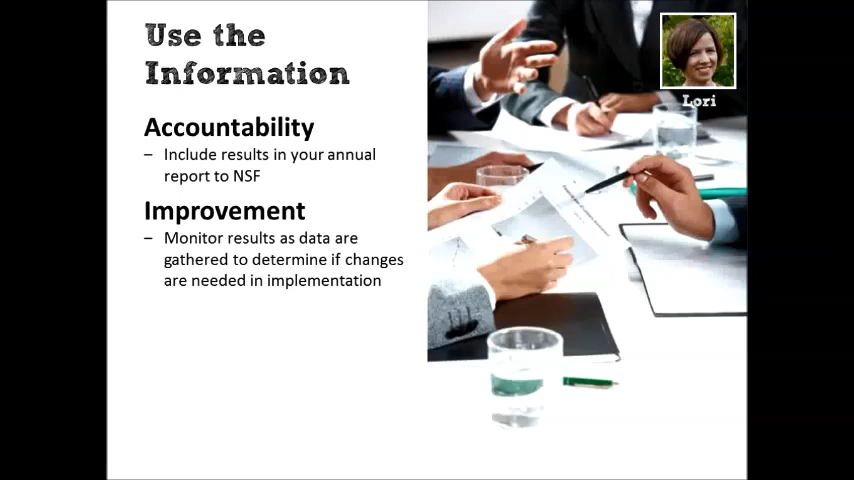 Use the
Information
Accountability
– Include results in your annual
report to NSF
Improvement
– Monitor results as data are
gathered to determine if changes
are needed in implementation
Lori